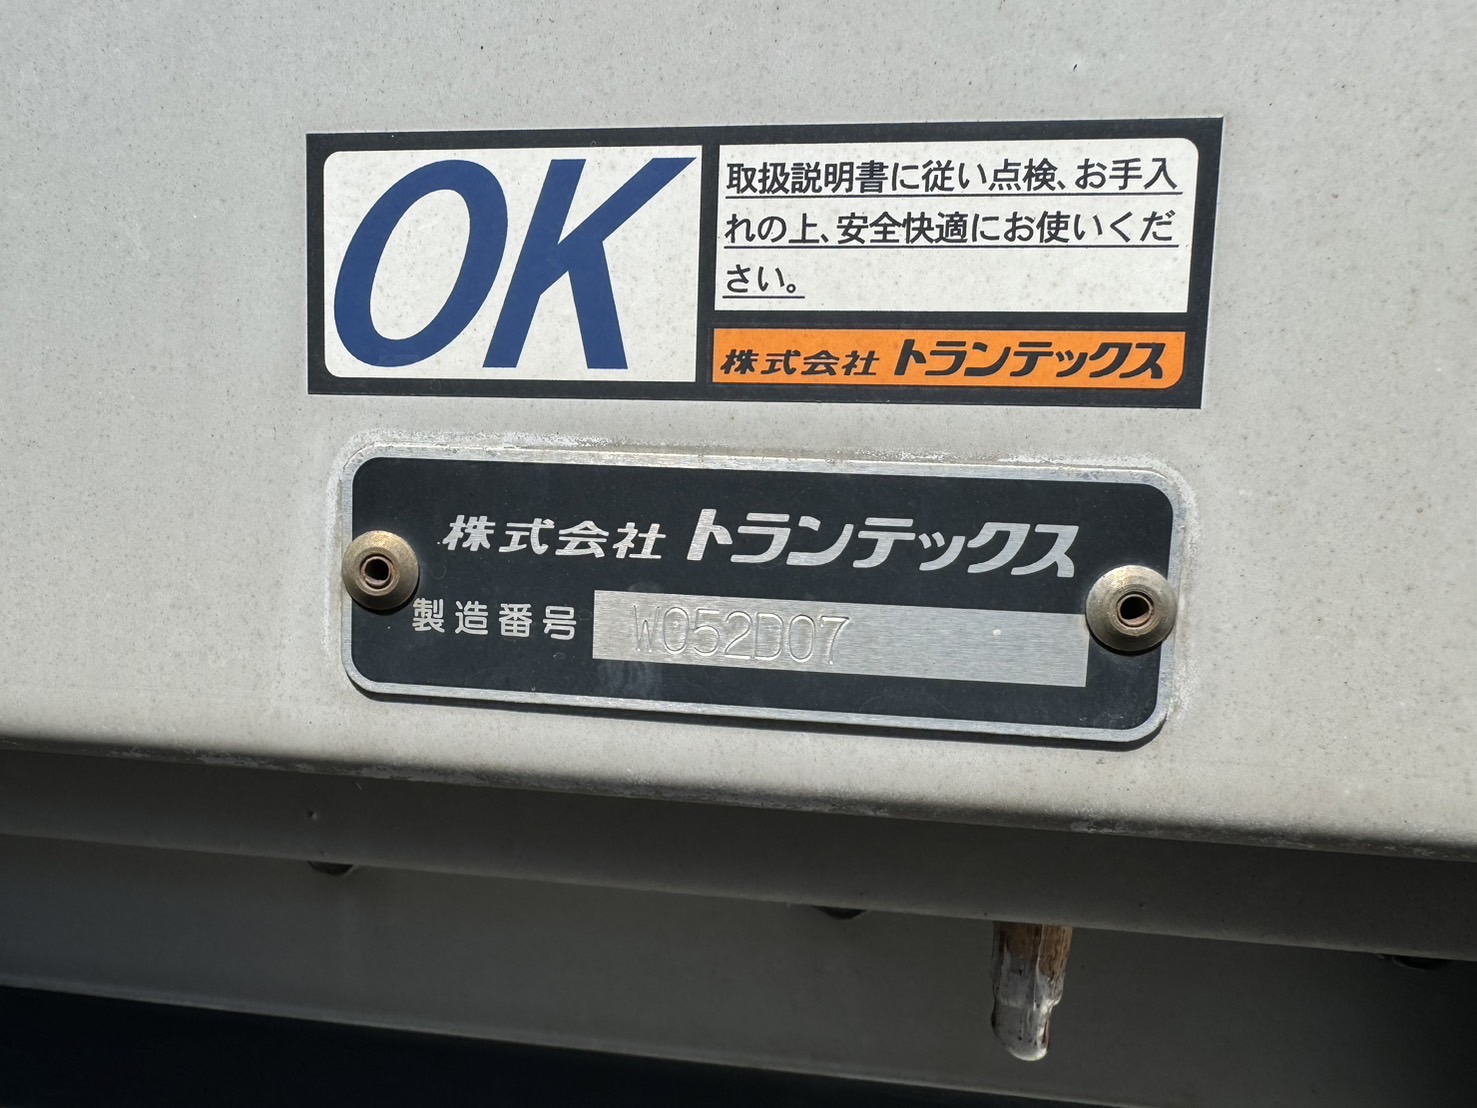 OK
取扱説明書に従い点検、お手入
れの上、安全快適にお使いくだ
さい。
株式会社 トランテックス
株式会社 トランテックス
製造番号 W052D07